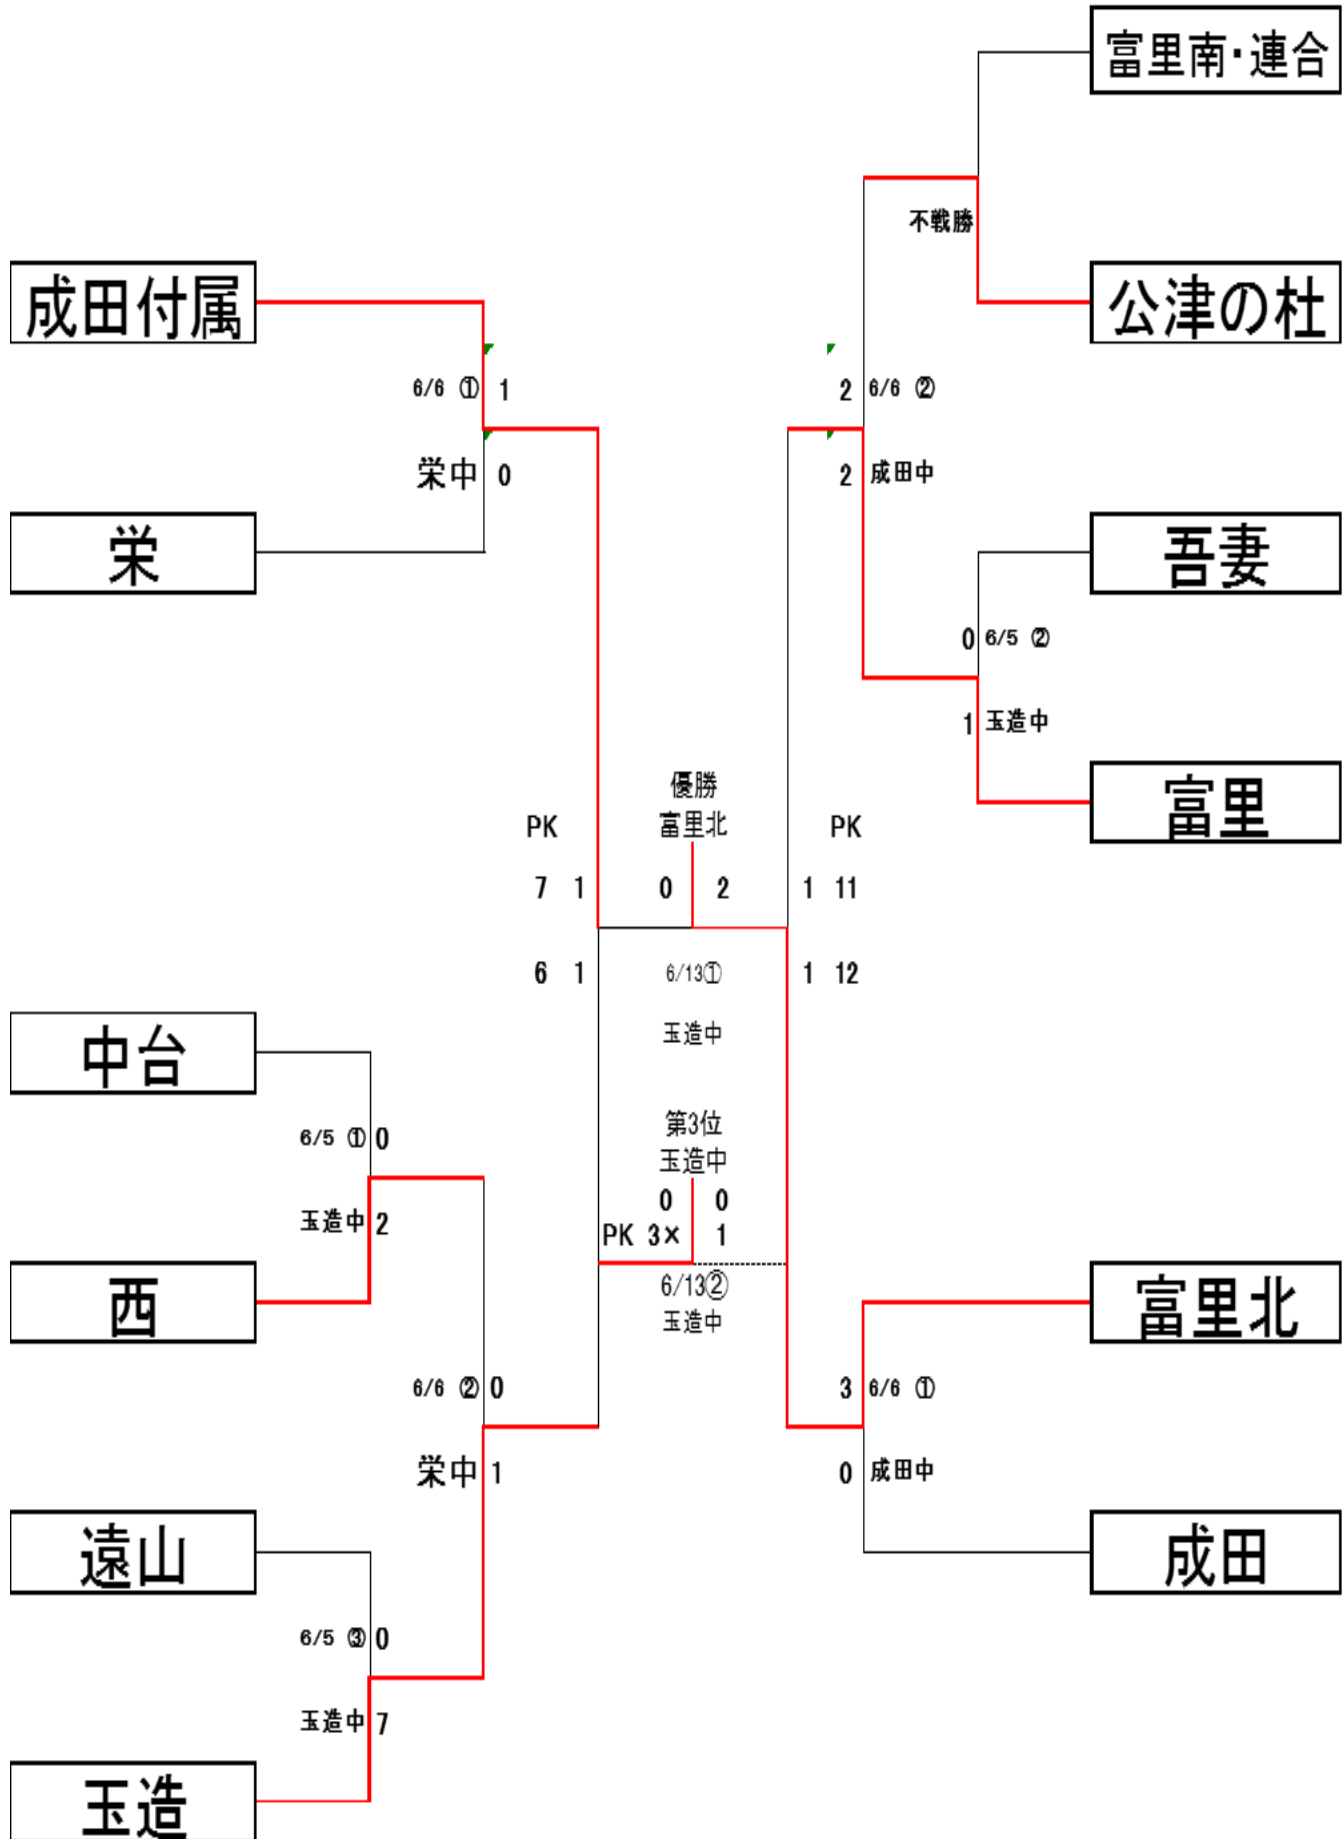 富里南・連合
不戦勝
成田付属
公津の杜
6/6 ① 1
2 6/6 ②
栄中 0
2 成田中
栄
吾妻
0 6/5 ②
1 玉造中
優勝
富里北
富里
PK
PK
7 1
0 2
1 11
6 1
6/13①
1 12
玉造中
中台
第3位
玉造中
6/5 ① 0
0 0
玉造中 2
PK 3× 1
6/13②
玉造中
西
富里北
6/6 ② 0
3 6/6 ①
栄中 1
0 成田中
遠山
成田
6/5 ③ 0
玉造中 7
玉造